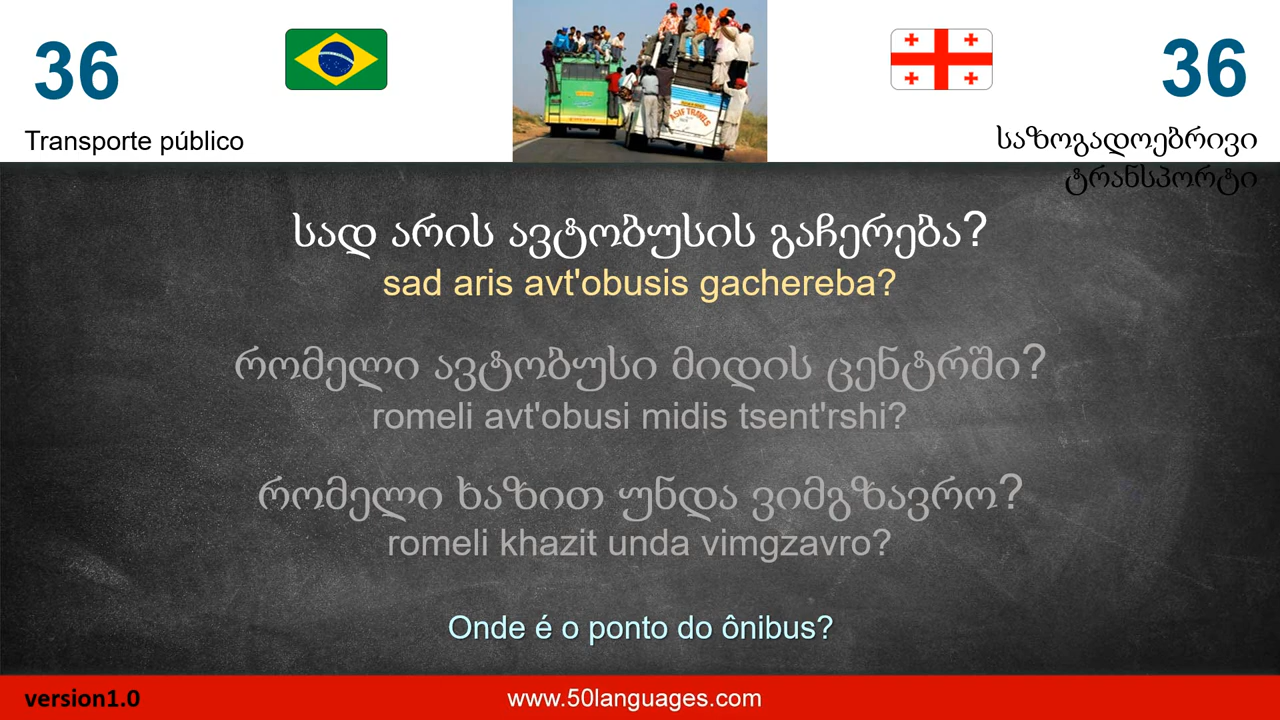 36
36
Transporte público
საზოგადოებრივი
ტრანსპორტი
ASIF TRAVELS
სად არის ავტობუსის გაჩერება?
sad aris avt'obusis gachereba?
რომელი ავტობუსი მიდის ცენტრში?
romeli avt'obusi midis tsent'rshi?
რომელი ხაზით უნდა ვიმგზავრო?
romeli khazit unda vimgzavro?
Onde é o ponto do ônibus?
version1.0
www.50languages.com